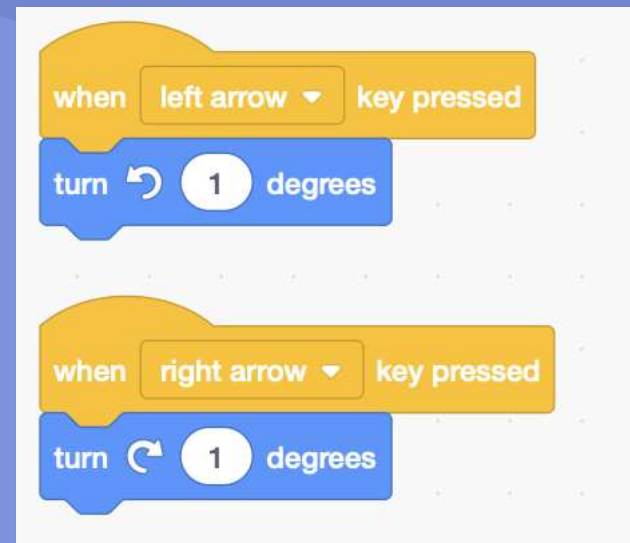 when left arrow key pressed
turn 1 degrees
when right arrow key pressed
turn 1 degrees